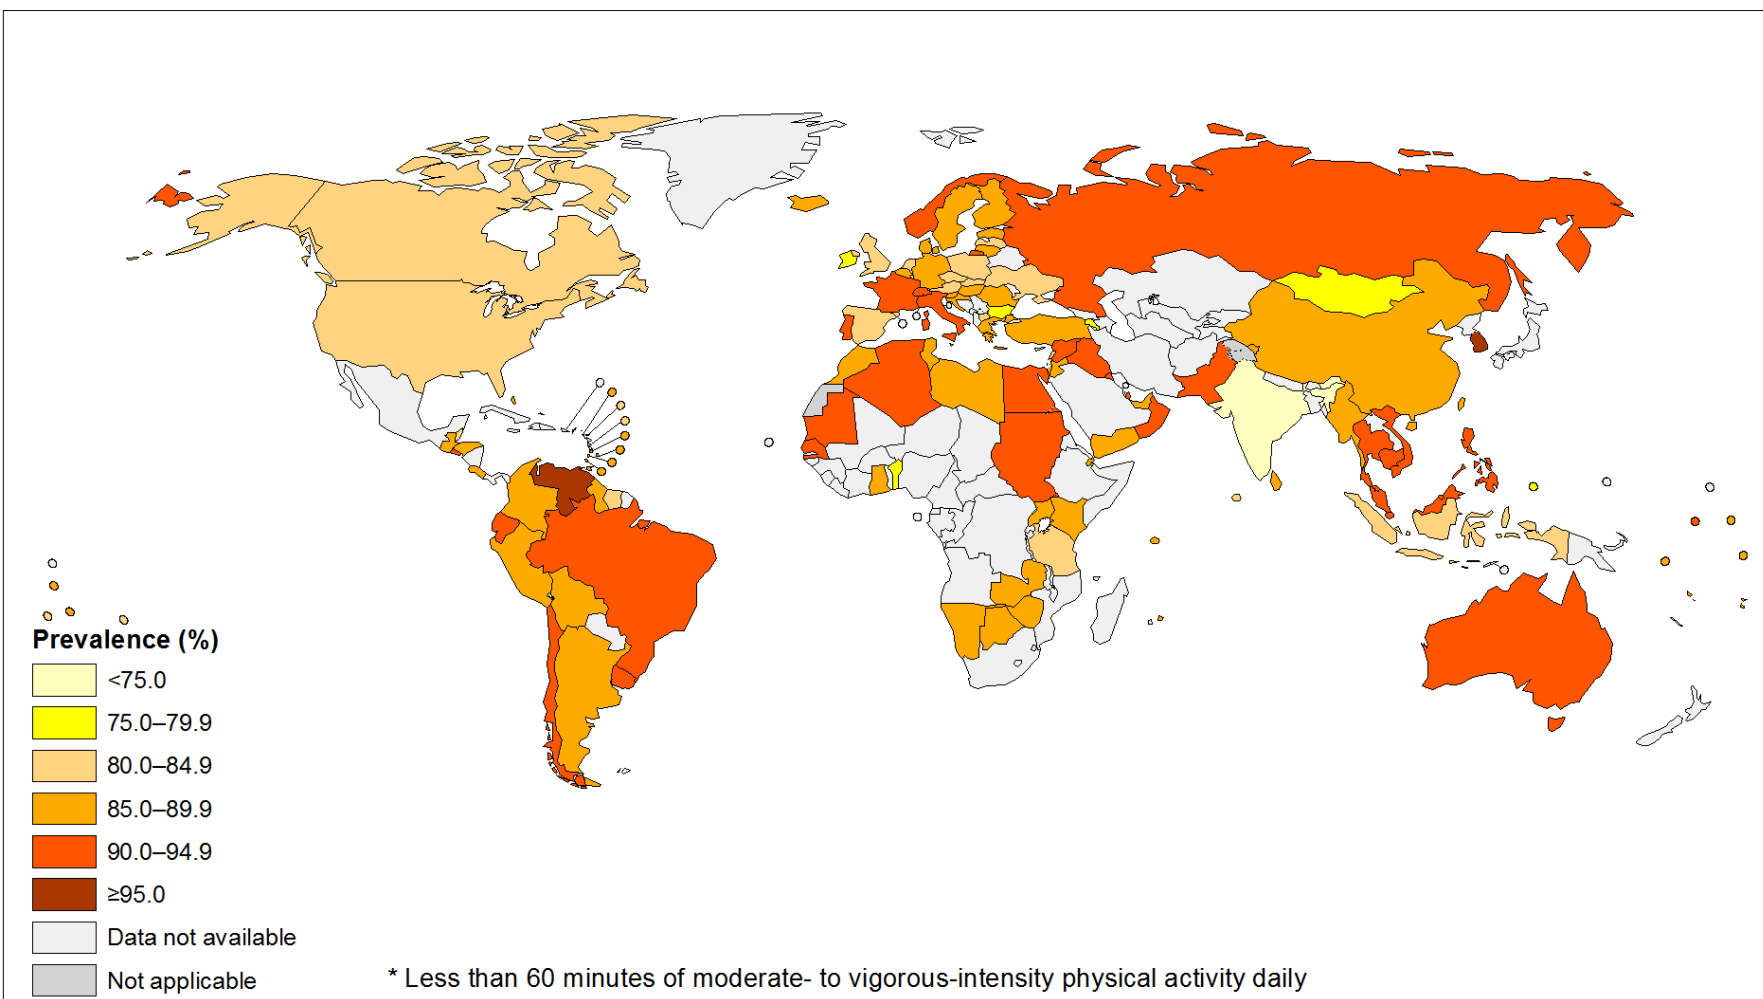 Prevalence (%)
<75.0
75.0–79.9
80.0–84.9
85.0–89.9
90.0–94.9
≥95.0
Data not available
Not applicable
* Less than 60 minutes of moderate- to vigorous-intensity physical activity daily